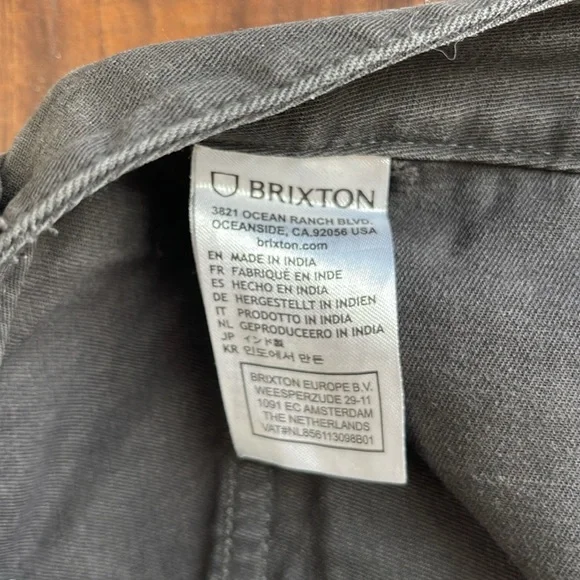 BRIXTON
3821 OCEAN RANCH BLVD.
OCEANSIDE, CA.92056 USA
brixton.com
EN MADE IN INDIA
FR FABRIQUÉ EN INDE
ES HECHO EN INDIA
DE HERGESTELLT IN INDIEN
IT PRODOTTO IN INDIA
NL GEPRODUCEERD IN INDIA
JP インド製
KR 인도에서 만든
BRIXTON EUROPE B.V.
WEESPERZUDE 29-11
1091 EC AMSTERDAM
THE NETHERLANDS
VAT#NL856113098B01